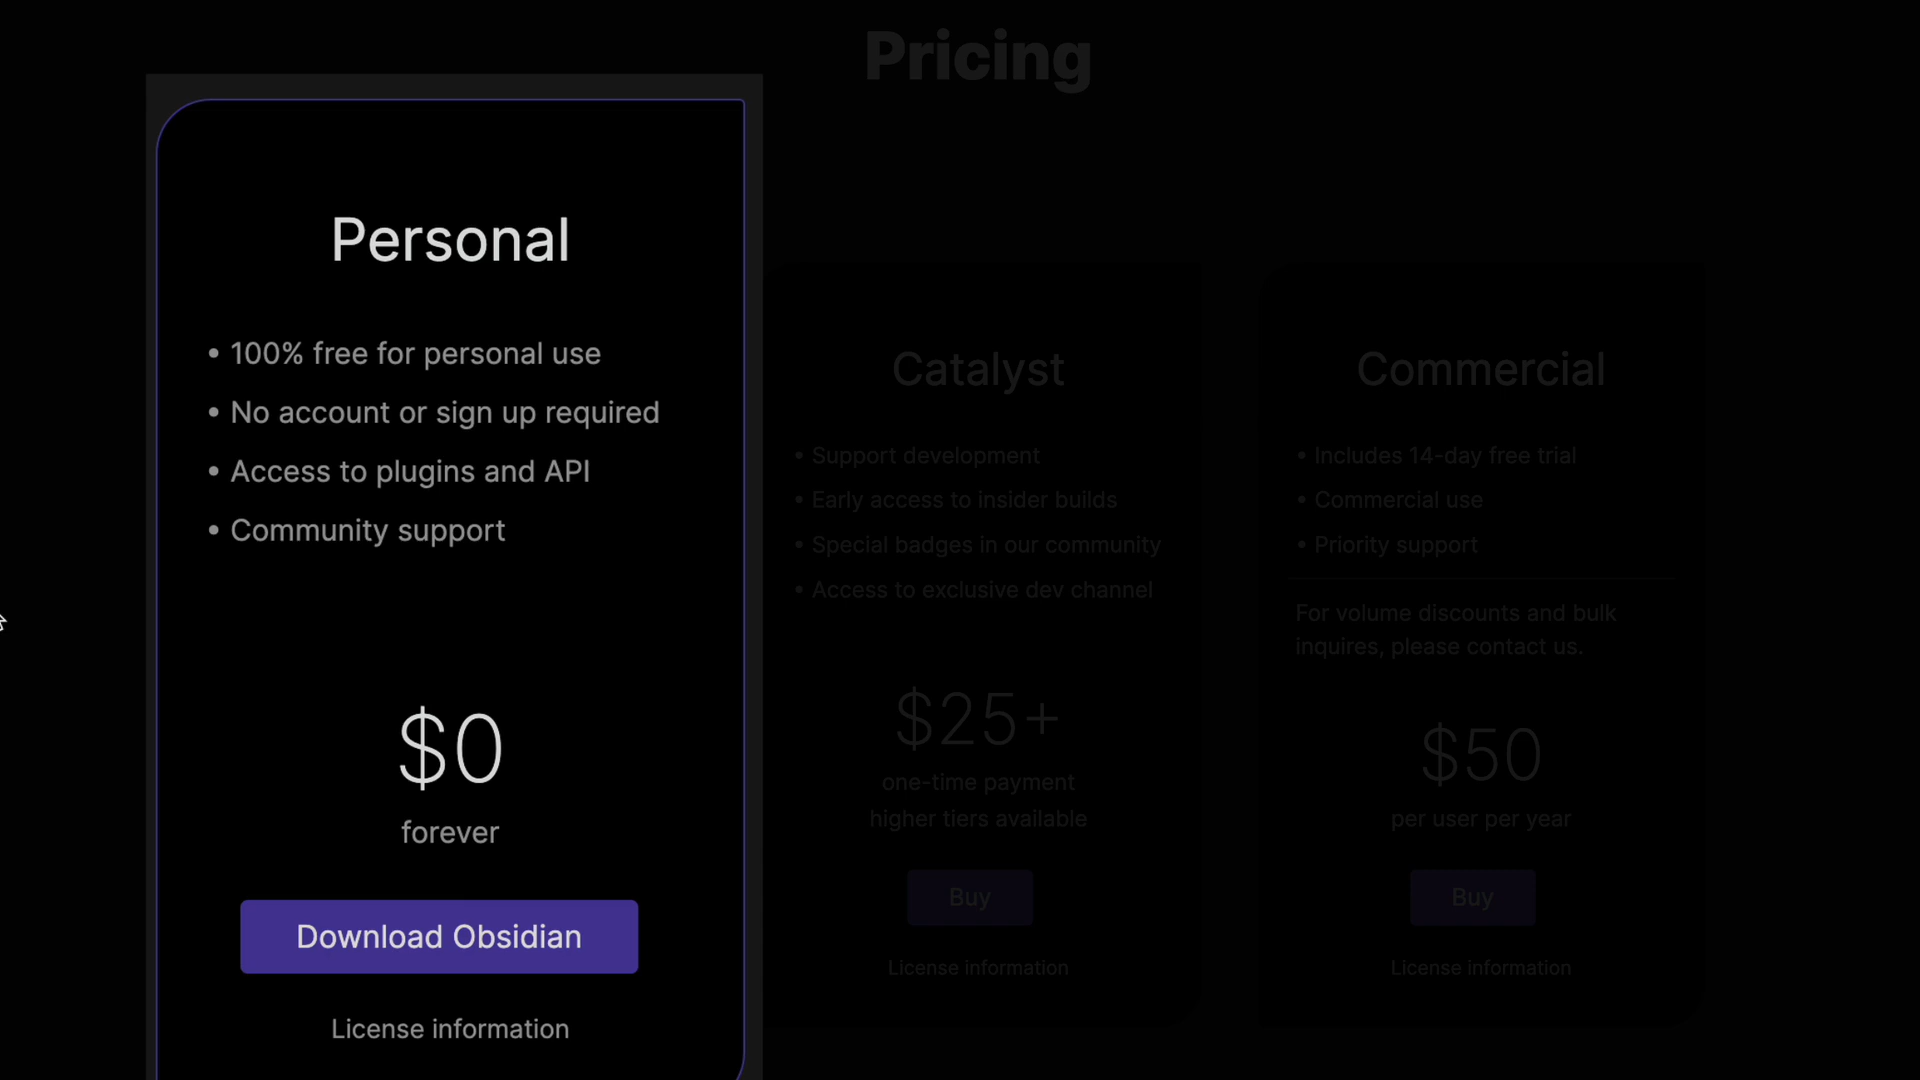 Pricing
Personal
• 100% free for personal use
• No account or sign up required
• Access to plugins and API
• Community support
$0
forever
Download Obsidian
License information
Catalyst
• Support development
• Early access to insider builds
• Special badges in our community
• Access to exclusive dev channel
$25+
one-time payment
higher tiers available
Buy
License information
Commercial
• Includes 14-day free trial
• Commercial use
• Priority support
For volume discounts and bulk
inquires, please contact us.
$50
per user per year
Buy
License information